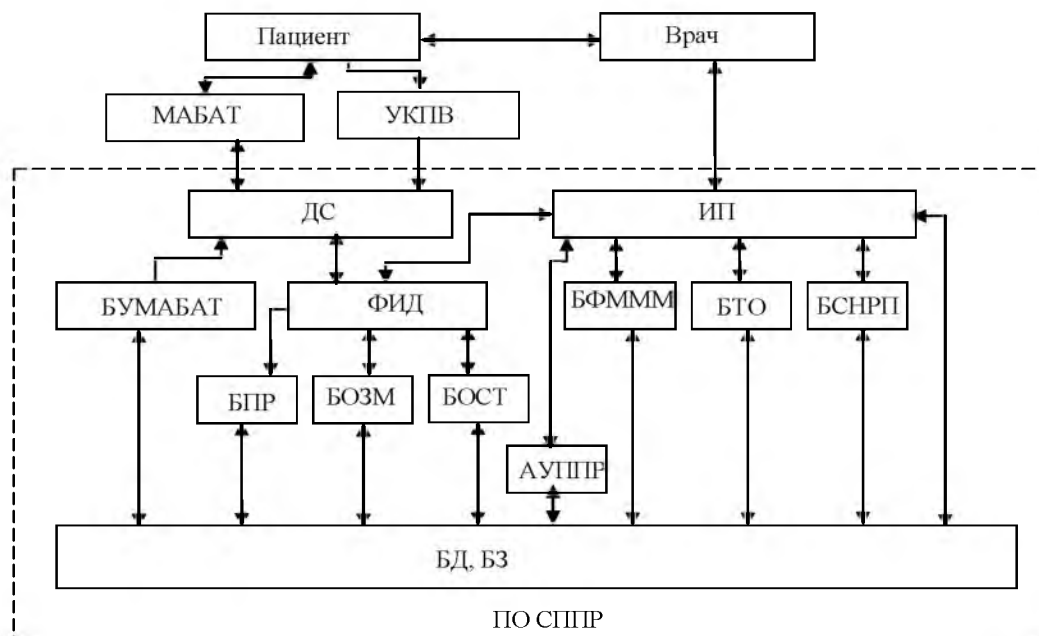 Пациент
Врач
МАБАТ
УКПВ
ДС
ИП
БУМАБАТ
ФИД
БФМММ
БТО
БСНРП
БПР
БОЗМ
БОСТ
АУППР
БД, БЗ
ПО СППР